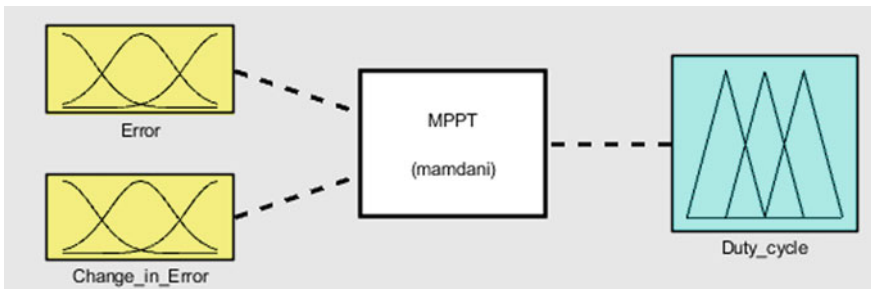 Error
MPPT
(mamdani)
Change_in_Error
Duty_cycle